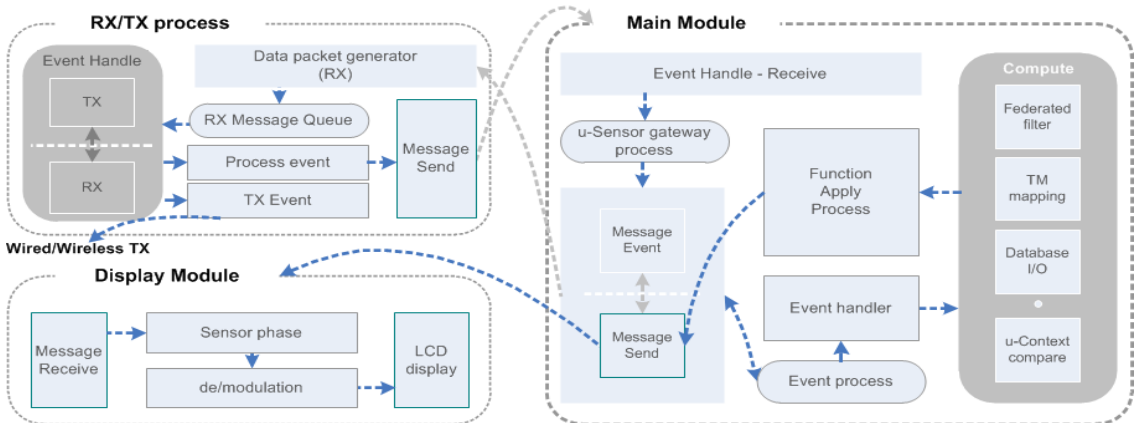 RX/TX process
Event Handle
TX
RX
Data packet generator
(RX)
RX Message Queue
Process event
TX Event
Message
Send
Wired/Wireless TX
Display Module
Message
Receive
Sensor phase
de/modulation
LCD
display
Main Module
Event Handle - Receive
u-Sensor gateway
process
Message
Event
Message
Send
Function
Apply
Process
Event handler
Event process
Compute
Federated
filter
TM
mapping
Database
I/O
u-Context
compare